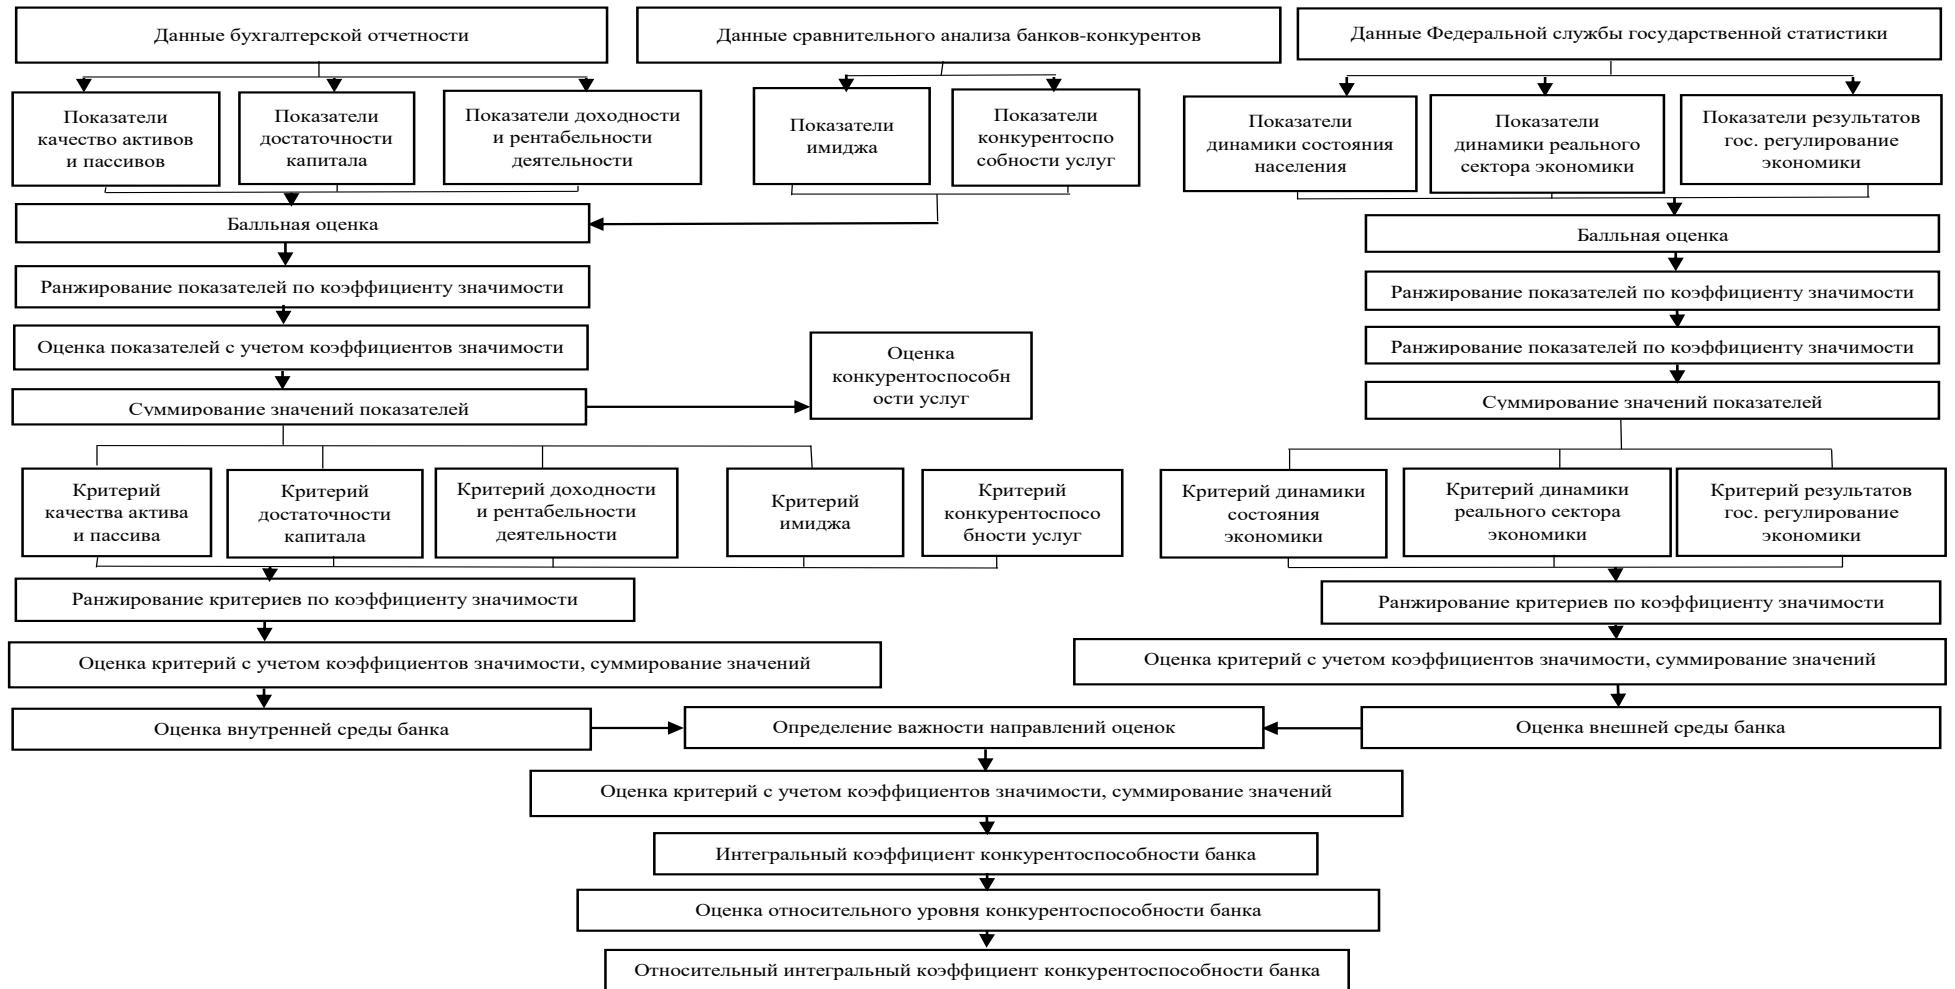 Данные бухгалтерской отчетности
Данные сравнительного анализа банков-конкурентов
Данные Федеральной службы государственной статистики
Показатели
качество активов
и пассивов
Показатели
достаточности
капитала
Показатели доходности
и рентабельности
деятельности
Показатели
имиджа
Показатели
конкурентоспо
собности услуг
Показатели
динамики состояния
населения
Показатели
динамики реального
сектора экономики
Показатели результатов
гос. регулирование
экономики
Балльная оценка
Балльная оценка
Ранжирование показателей по коэффициенту значимости
Ранжирование показателей по коэффициенту значимости
Оценка показателей с учетом коэффициентов значимости
Ранжирование показателей по коэффициенту значимости
Оценка
конкурентоспособн
ости услуг
Суммирование значений показателей
Суммирование значений показателей
Критерий
качества актива
и пассива
Критерий
достаточности
капитала
Критерий доходности
и рентабельности
деятельности
Критерий
имиджа
Критерий
конкурентоспосо
бности услуг
Критерий динамики
состояния
экономики
Критерий динамики
реального сектора
экономики
Критерий результатов
гос. регулирование
экономики
Ранжирование критериев по коэффициенту значимости
Ранжирование критериев по коэффициенту значимости
Оценка критерий с учетом коэффициентов значимости, суммирование значений
Оценка критерий с учетом коэффициентов значимости, суммирование значений
Оценка внутренней среды банка
Определение важности направлений оценок
Оценка внешней среды банка
Оценка критерий с учетом коэффициентов значимости, суммирование значений
Интегральный коэффициент конкурентоспособности банка
Оценка относительного уровня конкурентоспособности банка
Относительный интегральный коэффициент конкурентоспособности банка